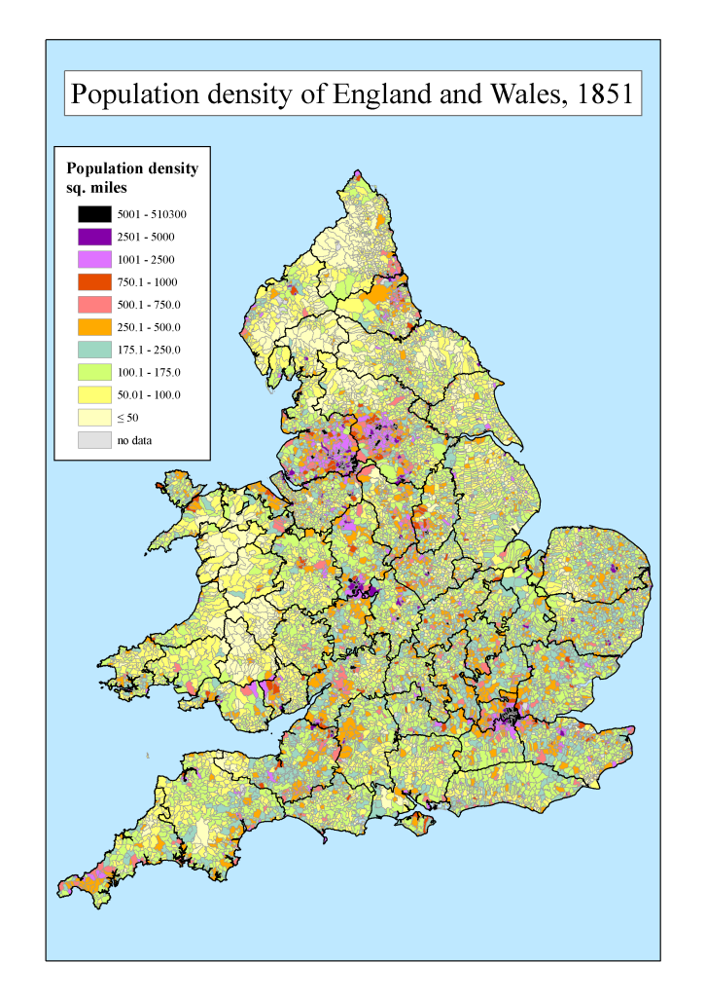 Population density of England and Wales, 1851
Population density
sq. miles
5001 - 510300
2501 - 5000
1001 - 2500
750.1 - 1000
500.1 - 750.0
250.1 - 500.0
175.1 - 250.0
100.1 - 175.0
50.01 - 100.0
≤ 50
no data